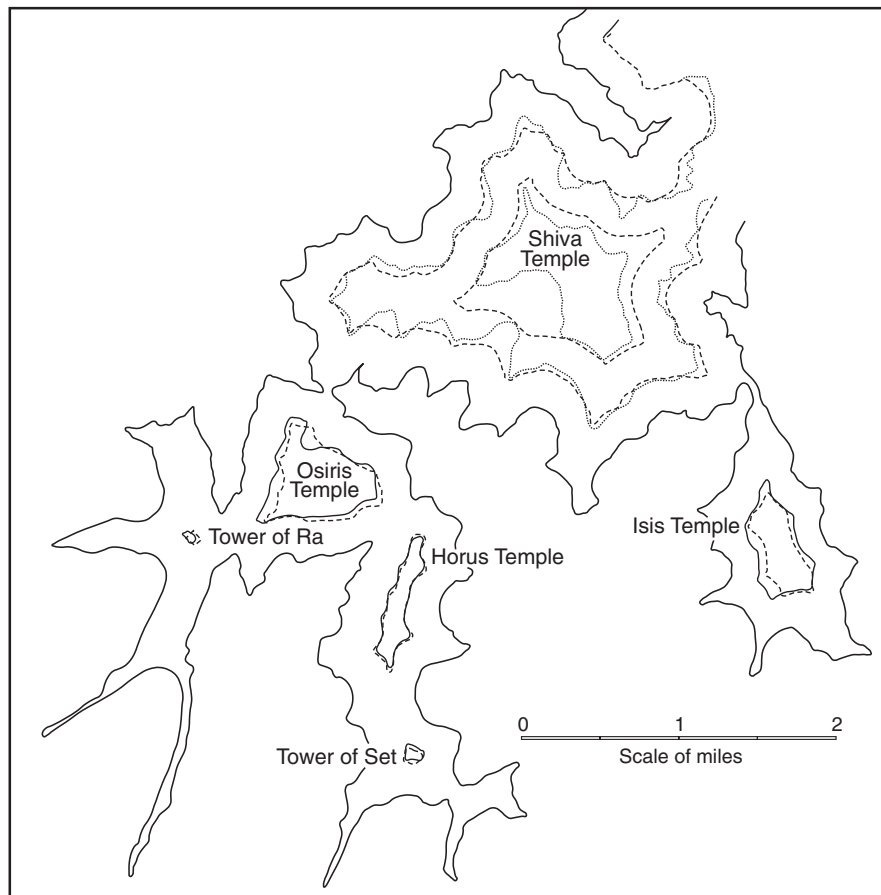 Shiva
Temple
Osiris
Temple
Tower of Ra
Isis Temple
Horus Temple
0 1 2
Scale of miles
Tower of Set